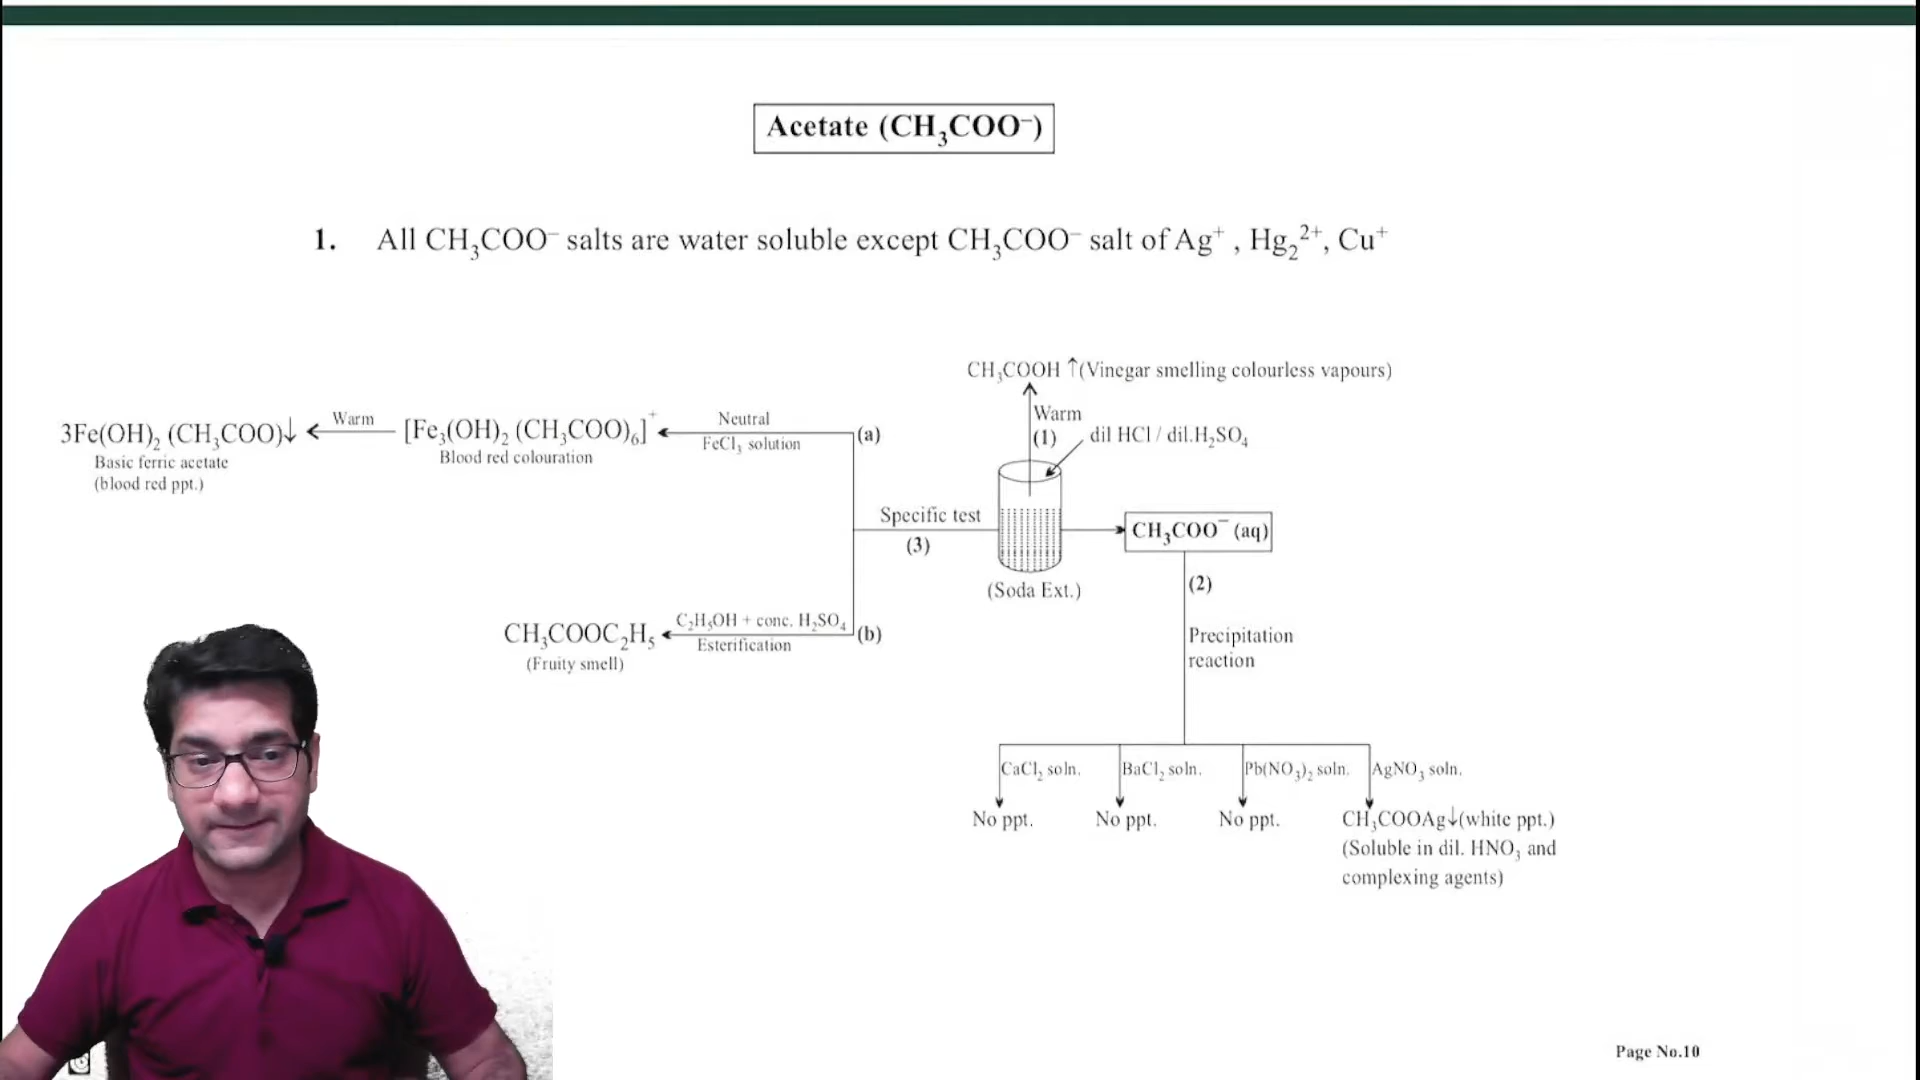 Acetate (CH₃COO⁻)
1. All CH₃COO⁻ salts are water soluble except CH₃COO⁻ salt of Ag⁺ , Hg₂²⁺, Cu⁺
CH₃COOH ↑(Vinegar smelling colourless vapours)
Warm
(1)
dil HCl / dil.H₂SO₄
3Fe(OH)₂ (CH₃COO)↓
Basic ferric acetate
(blood red ppt.)
Warm
[Fe₃(OH)₂ (CH₃COO)₆]⁺
Blood red colouration
Neutral
FeCl₃ solution
(a)
Specific test
(3)
(Soda Ext.)
CH₃COO⁻ (aq)
(2)
Precipitation
reaction
CH₃COOC₂H₅
(Fruity smell)
C₂H₅OH + conc. H₂SO₄
Esterification
(b)
CaCl₂ soln.
BaCl₂ soln.
Pb(NO₃)₂ soln.
AgNO₃ soln.
No ppt.
No ppt.
No ppt.
CH₃COOAg↓(white ppt.)
(Soluble in dil. HNO₃ and
complexing agents)
Page No.10